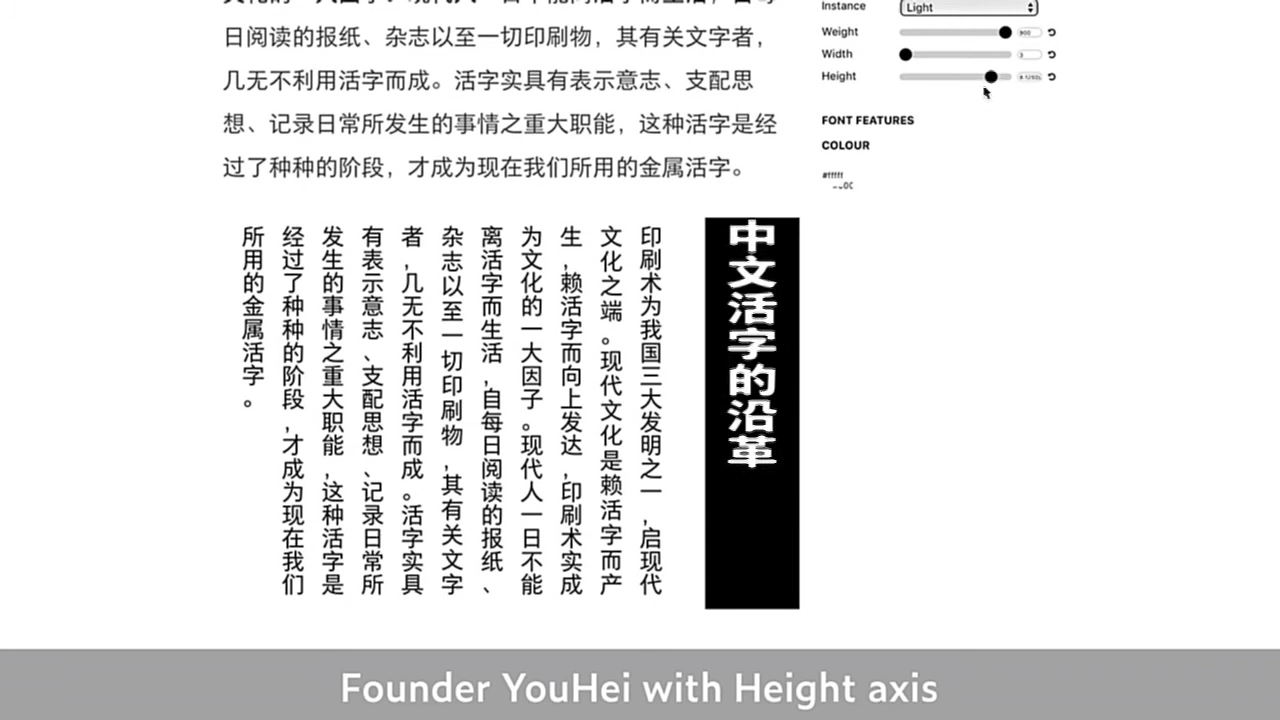 日阅读的报纸、杂志以至一切印刷物，其有关文字者，
几无不利用活字而成。活字实具有表示意志、支配思
想、记录日常所发生的事情之重大职能，这种活字是经
过了种种的阶段，才成为现在我们所用的金属活字。
Instance
Light
Weight
900
Width
3
Height
FONT FEATURES
COLOUR
#fffff
中文活字的沿革
印刷术为我国三大发明之一，启现代
文化之端。现代文化是赖活字而产
生，赖活字而向上发达，印刷术实成
为文化的一大因子。现代人一日不能
离活字而生活，自每日阅读的报纸、
杂志以至一切印刷物，其有关文字
者，几无不利用活字而成。活字实具
有表示意志、支配思想、记录日常所
发生的事情之重大职能，这种活字是
经过了种种的阶段，才成为现在我们
所用的金属活字。
Founder YouHei with Height axis